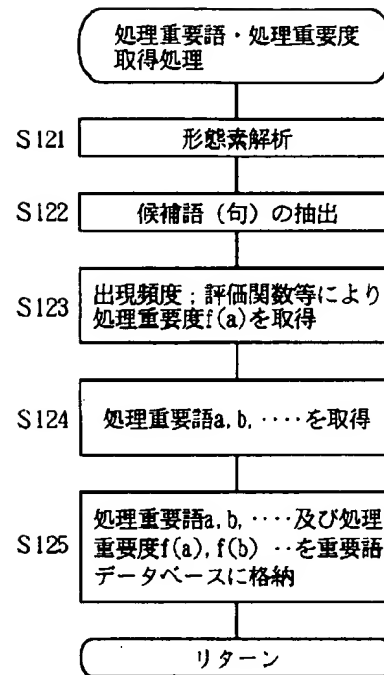 処理重要語・処理重要度
取得処理
S121
形態素解析
S122
候補語（句）の抽出
S123
出現頻度；評価関数等により
処理重要度f(a)を取得
S124
処理重要語a, b, ････を取得
S125
処理重要語a, b, ････及び処理
重要度f(a), f(b) ‥を重要語
データベースに格納
リターン